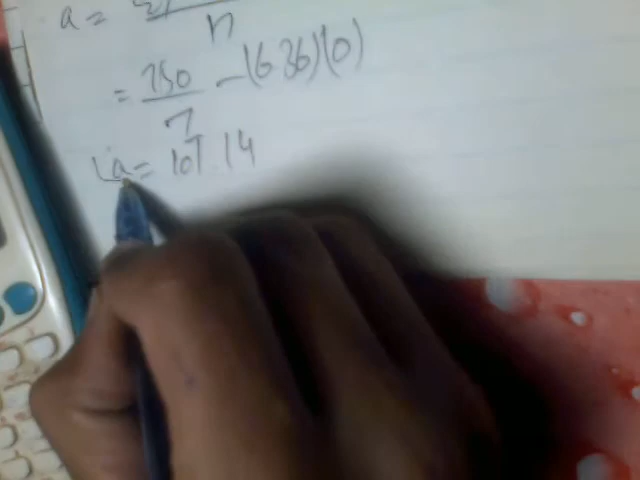 a = Σ
n
= 750 - (6 36)(0)
7
a = 107 14